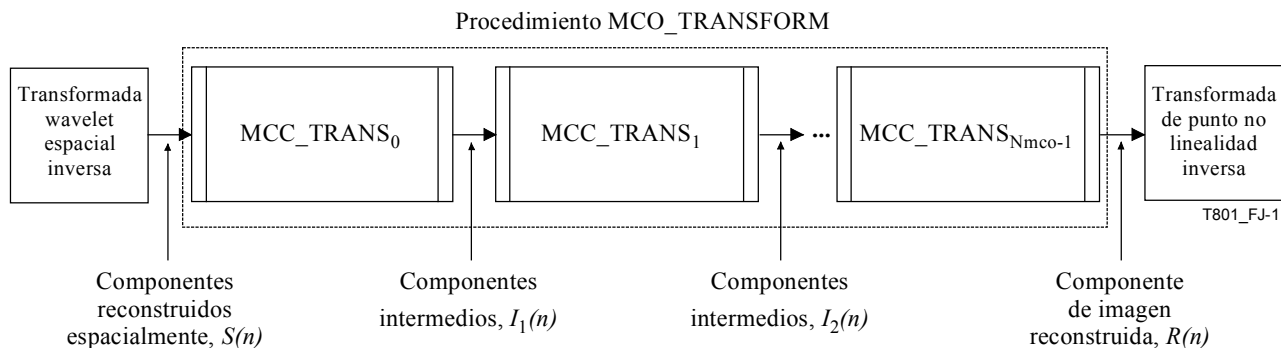 Procedimiento MCO_TRANSFORM
Transformada
wavelet
espacial
inversa
MCC_TRANS0
MCC_TRANS1
...
MCC_TRANSNmco-1
Transformada
de punto no
linealidad
inversa
T801_FJ-1
Componentes
reconstruidos
espacialmente, S(n)
Componentes
intermedios, I1(n)
Componentes
intermedios, I2(n)
Componente
de imagen
reconstruida, R(n)